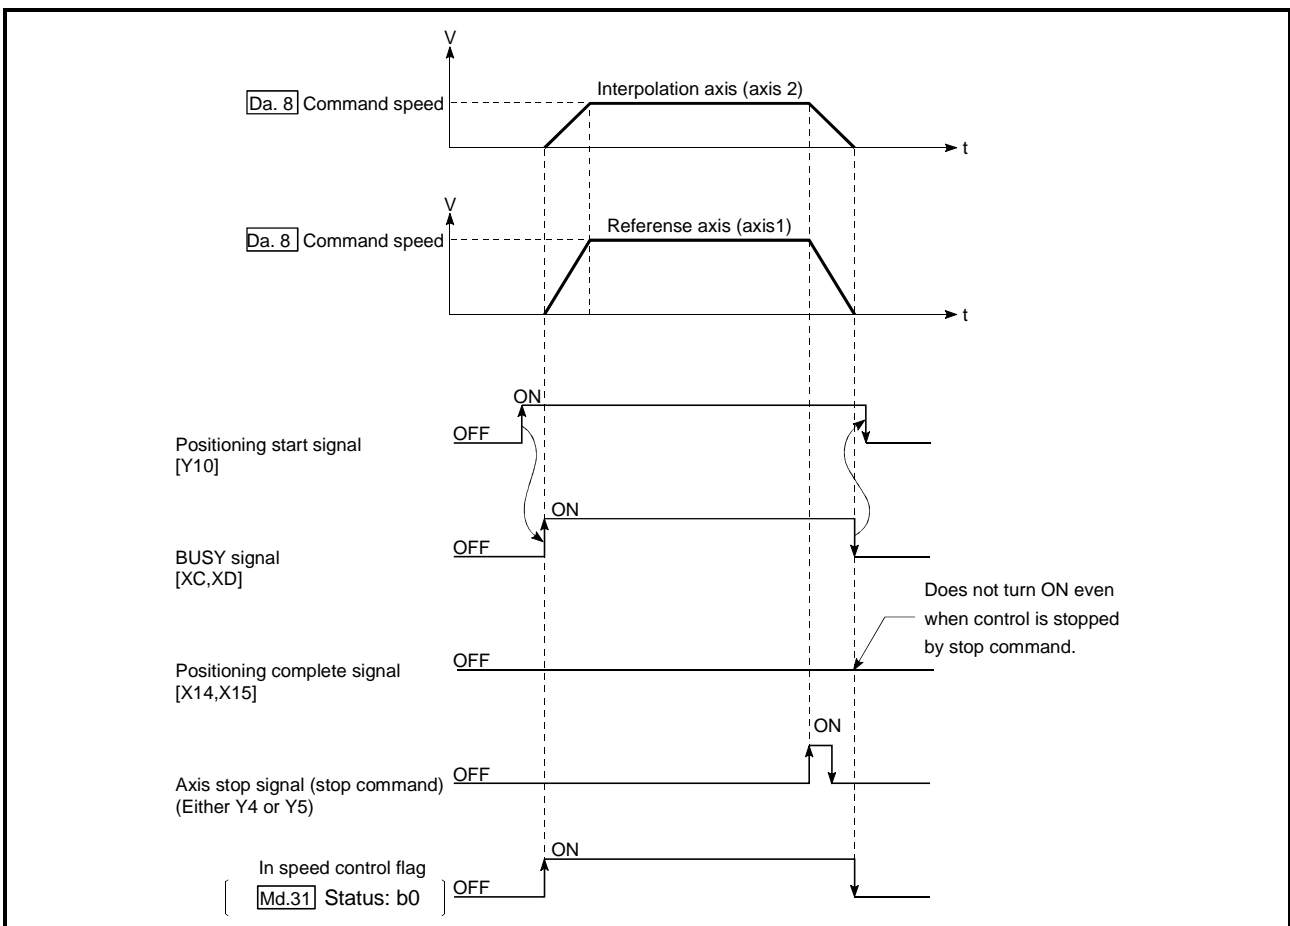 V
Interpolation axis (axis 2)
Da. 8 Command speed
t
V
Referense axis (axis1)
Da. 8 Command speed
t
ON
OFF
Positioning start signal
[Y10]
ON
OFF
BUSY signal
[XC,XD]
Does not turn ON even
when control is stopped
by stop command.
OFF
Positioning complete signal
[X14,X15]
ON
OFF
Axis stop signal (stop command)
(Either Y4 or Y5)
ON
In speed control flag
OFF
Md.31 Status: b0